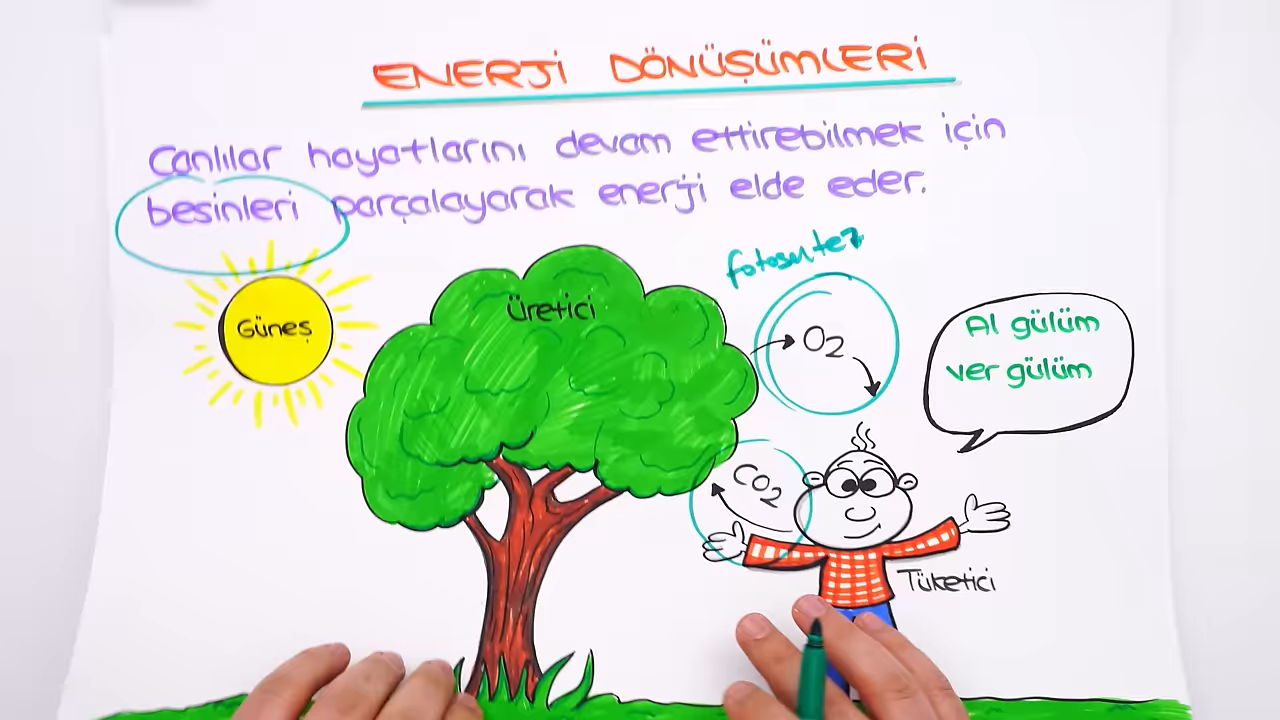 ENERJİ DÖNÜŞÜMLERİ
Canlılar hayatlarını devam ettirebilmek için
besinleri parçalayarak enerji elde eder.
fotosentez
Güneş
Üretici
O2
Al gülüm
ver gülüm
CO2
Tüketici